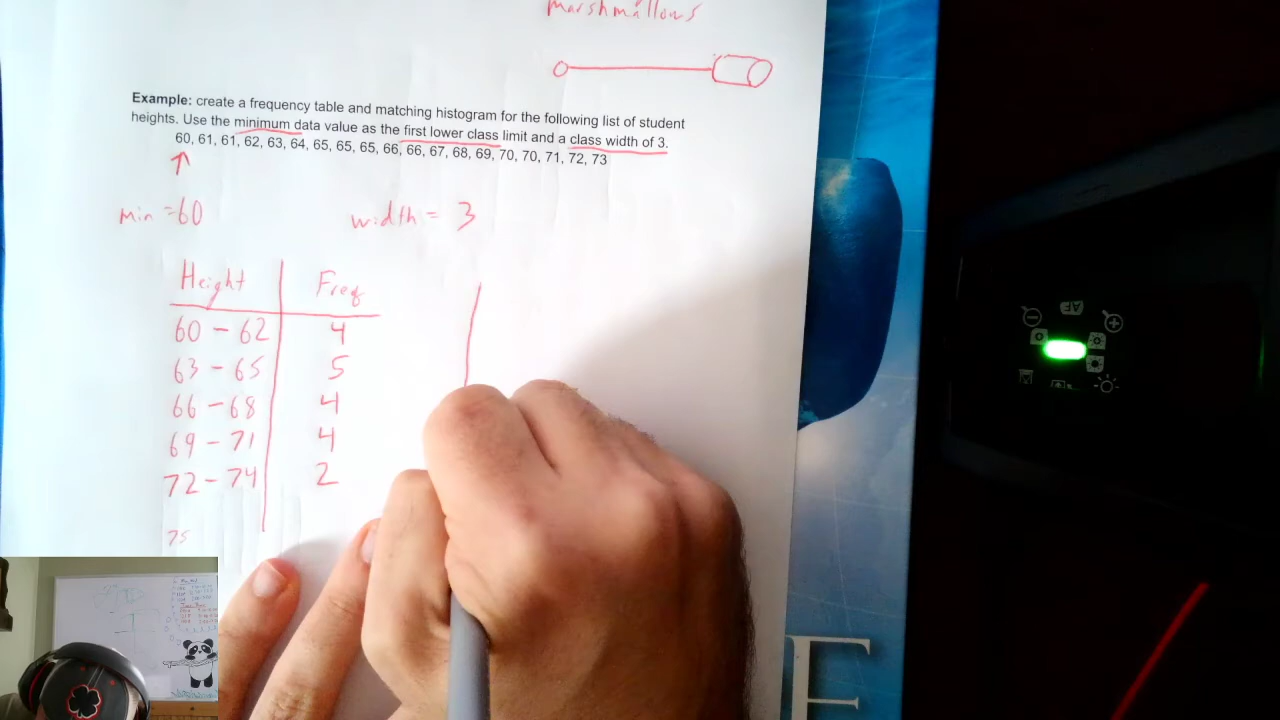 marshmallows
Example: create a frequency table and matching histogram for the following list of student
heights. Use the minimum data value as the first lower class limit and a class width of 3.
60, 61, 61, 62, 63, 64, 65, 65, 65, 66, 66, 67, 68, 69, 70, 70, 71, 72, 73
Min = 60 width = 3
Height Freq
60 - 62 4
63 - 65 5
66 - 68 4
69 - 71 4
72 - 74 2
75
AF
E